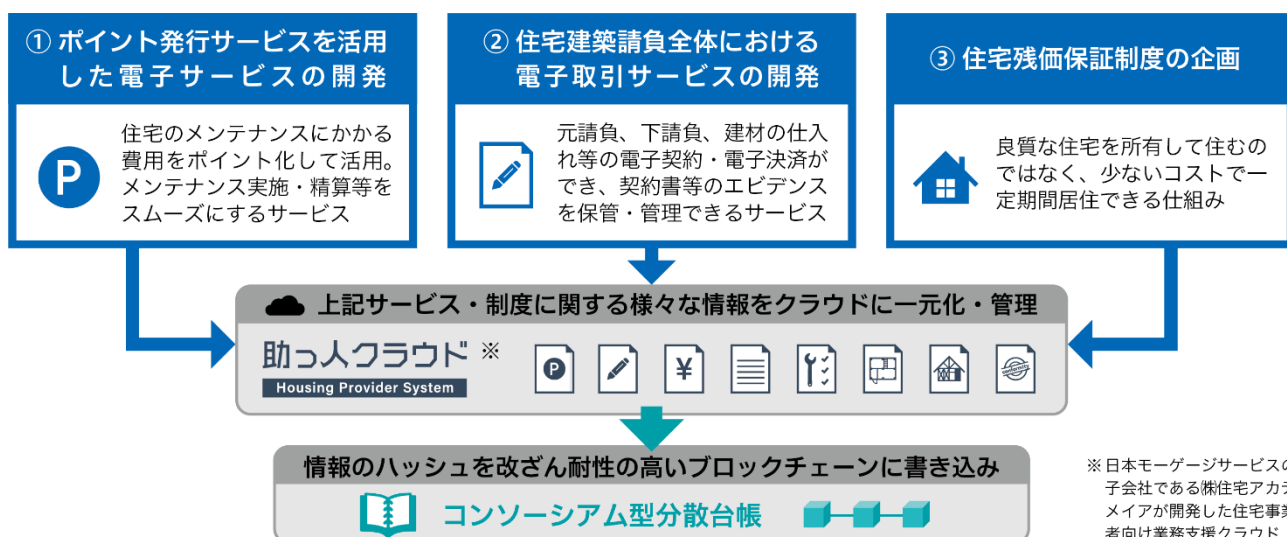 ① ポイント発行サービスを活用
した電子サービスの開発
P
住宅のメンテナンスにかかる
費用をポイント化して活用。
メンテナンス実施・精算等を
スムーズにするサービス
② 住宅建築請負全体における
電子取引サービスの開発
元請負、下請負、建材の仕入
れ等の電子契約・電子決済が
でき、契約書等のエビデンス
を保管・管理できるサービス
③ 住宅残価保証制度の企画
良質な住宅を所有して住むの
ではなく、少ないコストで一
定期間居住できる仕組み
上記サービス・制度に関する様々な情報をクラウドに一元化・管理
助っ人クラウド ※
Housing Provider System
P
¥
conformity
情報のハッシュを改ざん耐性の高いブロックチェーンに書き込み
コンソーシアム型分散台帳
※日本モーゲージサービスの
子会社である㈱住宅アカデ
メイアが開発した住宅事業
者向け業務支援クラウド